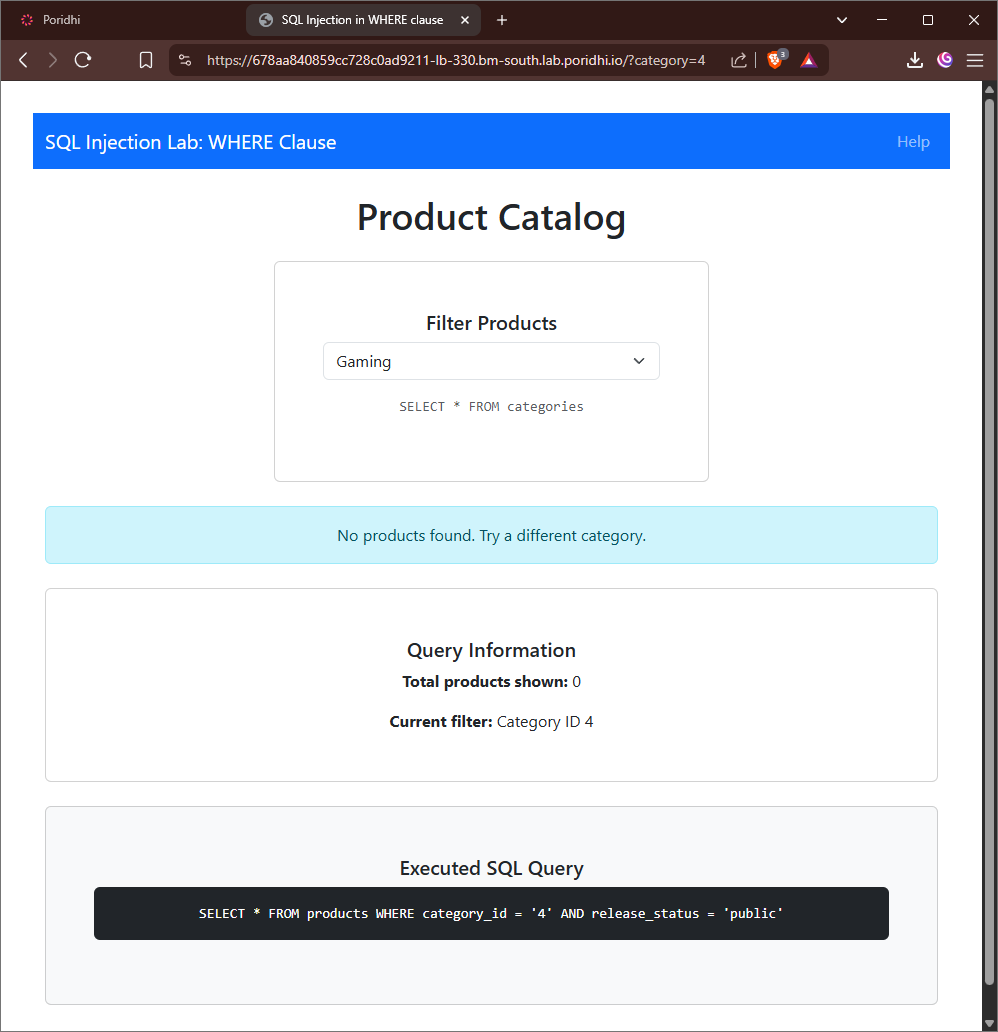 Poridhi
SQL Injection in WHERE clause
https://678aa840859cc728c0ad9211-lb-330.bm-south.lab.poridhi.io/?category=4
3
SQL Injection Lab: WHERE Clause
Help
Product Catalog
Filter Products
Gaming
SELECT * FROM categories
No products found. Try a different category.
Query Information
Total products shown: 0
Current filter: Category ID 4
Executed SQL Query
SELECT * FROM products WHERE category_id = '4' AND release_status = 'public'